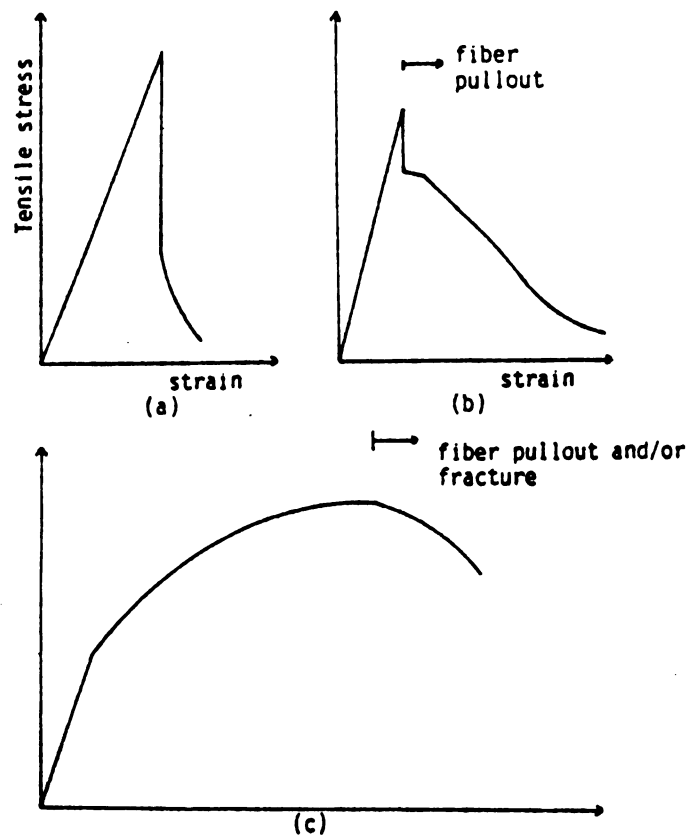 Tensile stress
strain
(a)
fiber
pullout
strain
(b)
fiber pullout and/or
fracture
(c)